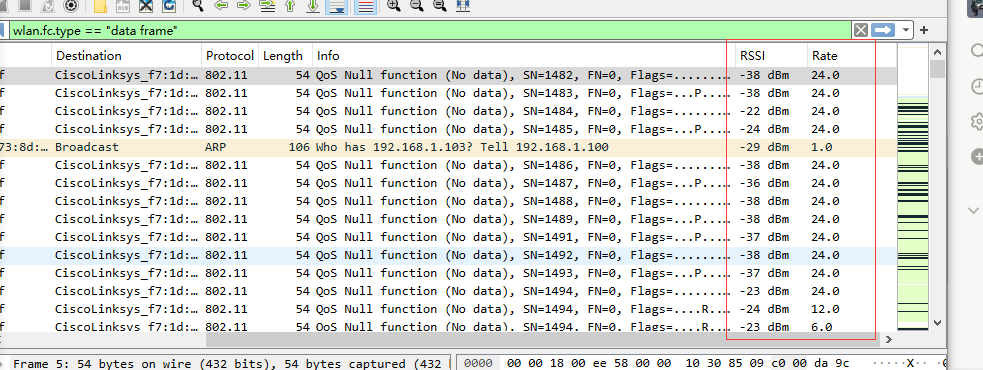 wlan.fc.type == "data frame"
Destination Protocol Length Info RSSI Rate
f CiscoLinksys_f7:1d:… 802.11 54 QoS Null function (No data), SN=1482, FN=0, Flags=........… -38 dBm 24.0
f CiscoLinksys_f7:1d:… 802.11 54 QoS Null function (No data), SN=1483, FN=0, Flags=...P....… -38 dBm 24.0
f CiscoLinksys_f7:1d:… 802.11 54 QoS Null function (No data), SN=1484, FN=0, Flags=........… -22 dBm 24.0
f CiscoLinksys_f7:1d:… 802.11 54 QoS Null function (No data), SN=1485, FN=0, Flags=...P....… -24 dBm 24.0
73:8d:… Broadcast ARP 106 Who has 192.168.1.103? Tell 192.168.1.100 -29 dBm 1.0
f CiscoLinksys_f7:1d:… 802.11 54 QoS Null function (No data), SN=1486, FN=0, Flags=........… -38 dBm 24.0
f CiscoLinksys_f7:1d:… 802.11 54 QoS Null function (No data), SN=1487, FN=0, Flags=...P....… -36 dBm 24.0
f CiscoLinksys_f7:1d:… 802.11 54 QoS Null function (No data), SN=1488, FN=0, Flags=........… -38 dBm 24.0
f CiscoLinksys_f7:1d:… 802.11 54 QoS Null function (No data), SN=1489, FN=0, Flags=...P....… -38 dBm 24.0
f CiscoLinksys_f7:1d:… 802.11 54 QoS Null function (No data), SN=1491, FN=0, Flags=...P....… -37 dBm 24.0
f CiscoLinksys_f7:1d:… 802.11 54 QoS Null function (No data), SN=1492, FN=0, Flags=........… -38 dBm 24.0
f CiscoLinksys_f7:1d:… 802.11 54 QoS Null function (No data), SN=1493, FN=0, Flags=...P....… -37 dBm 24.0
f CiscoLinksys_f7:1d:… 802.11 54 QoS Null function (No data), SN=1494, FN=0, Flags=........… -23 dBm 24.0
f CiscoLinksys_f7:1d:… 802.11 54 QoS Null function (No data), SN=1494, FN=0, Flags=....R...… -24 dBm 12.0
f CiscoLinksys_f7:1d:… 802.11 54 QoS Null function (No data), SN=1494, FN=0, Flags=....R...… -23 dBm 6.0
Frame 5: 54 bytes on wire (432 bits), 54 bytes captured (432 0000 00 00 18 00 ee 58 00 00 10 30 85 09 c0 00 da 9c ·····X··